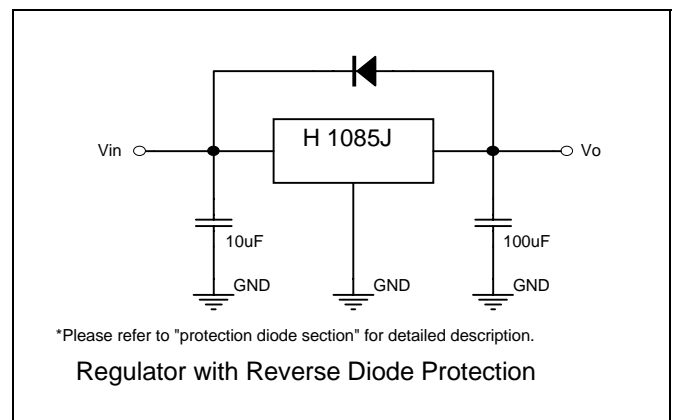 H 1085J
Vin
Vo
10uF
100uF
GND
GND
GND
*Please refer to "protection diode section" for detailed description.
Regulator with Reverse Diode Protection